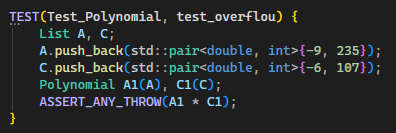 TEST(Test_Polynomial, test_overflou) {
    List A, C;
    A.push_back(std::pair<double, int>{-9, 235});
    C.push_back(std::pair<double, int>{-6, 107});
    Polynomial A1(A), C1(C);
    ASSERT_ANY_THROW(A1 * C1);
}